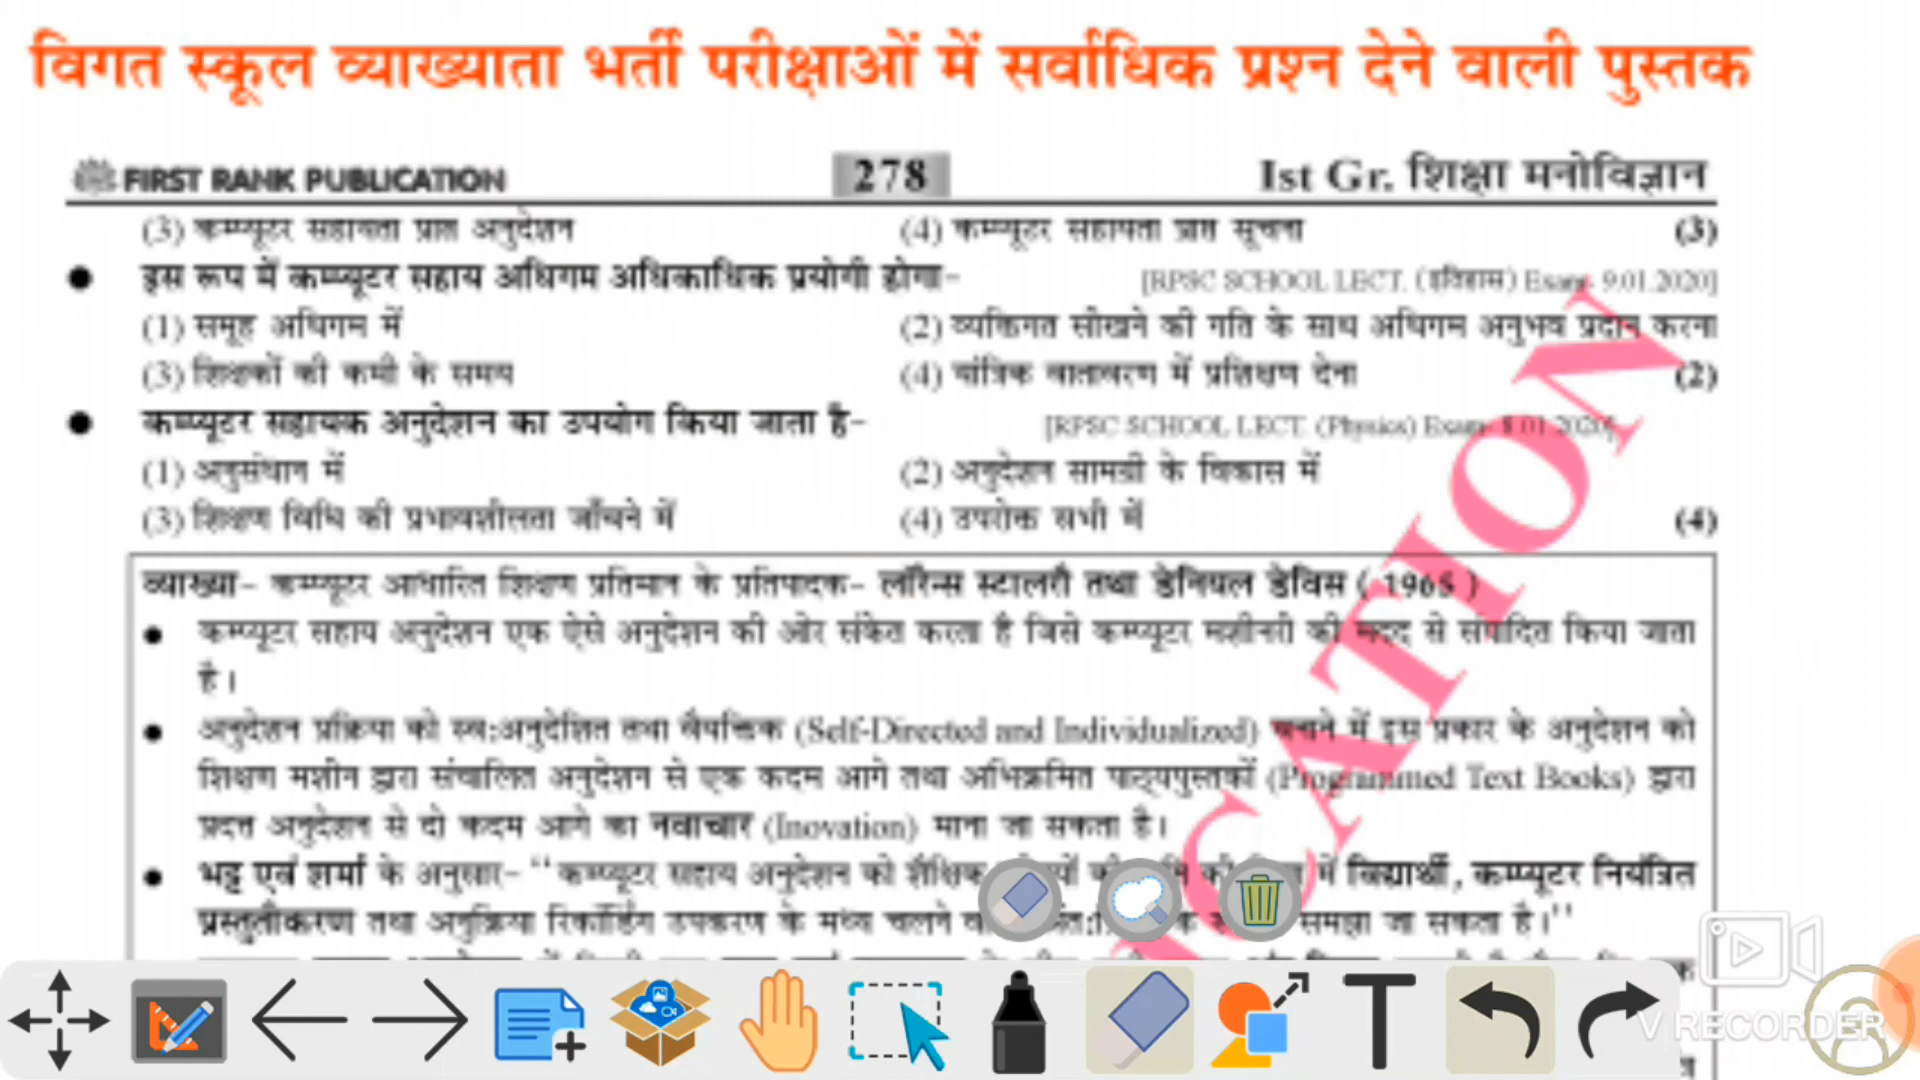 विगत स्कूल व्याख्याता भर्ती परीक्षाओं में सर्वाधिक प्रश्न देने वाली पुस्तक
FIRST RANK PUBLICATION 278 Ist Gr. शिक्षा मनोविज्ञान
(3) कम्प्यूटर सहायता प्राप्त अनुदेशन (4) कम्प्यूटर सहायता प्राप्त सूचना (3)
● इस रूप में कम्प्यूटर सहाय अधिगम अधिकाधिक प्रयोगी होगा- [RPSC SCHOOL LECT. (इतिहास) Exam- 9.01.2020]
(1) समूह अधिगम में (2) व्यक्तिगत सीखने की गति के साथ अधिगम अनुभव प्रदान करना
(3) शिक्षकों की कमी के समय (4) यांत्रिक वातावरण में प्रशिक्षण देना (2)
● कम्प्यूटर सहायक अनुदेशन का उपयोग किया जाता है- [RPSC SCHOOL LECT. (Physics) Exam- 8.01.2020]
(1) अनुसंधान में (2) अनुदेशन सामग्री के विकास में
(3) शिक्षण विधि की प्रभावशीलता जाँचने में (4) उपरोक्त सभी में (4)
व्याख्या- कम्प्यूटर आधारित शिक्षण प्रतिमान के प्रतिपादक- लॉरेन्स स्टालरौ तथा डेनियल डेविस ( 1965 )
● कम्प्यूटर सहाय अनुदेशन एक ऐसे अनुदेशन की ओर संकेत करता है जिसे कम्प्यूटर मशीनरी की मदद से संपादित किया जाता
है।
● अनुदेशन प्रक्रिया को स्व:अनुदेशित तथा वैयक्तिक (Self-Directed and Individualized) बनाने में इस प्रकार के अनुदेशन को
शिक्षण मशीन द्वारा संचालित अनुदेशन से एक कदम आगे तथा अभिक्रमित पाठ्यपुस्तकों (Programmed Text Books) द्वारा
प्रदत्त अनुदेशन से दो कदम आगे का नवाचार (Inovation) माना जा सकता है।
● भट्ट एवं शर्मा के अनुसार- ''कम्प्यूटर सहाय अनुदेशन को शैक्षिक में विद्यार्थी, कम्प्यूटर नियंत्रित
प्रस्तुतीकरण तथा अनुक्रिया रिकॉर्डिंग उपकरण के मध्य चलने समझा जा सकता है।''
CATION
V RECORDER